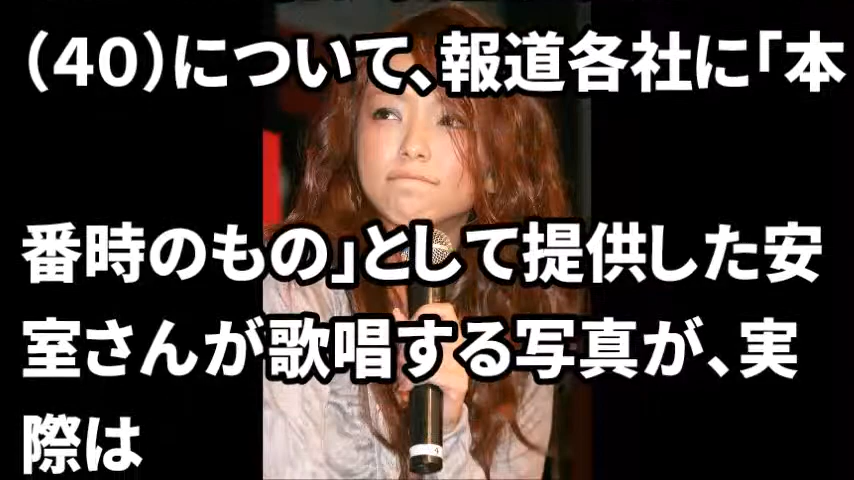 （40）について、報道各社に「本
番時のもの」として提供した安
室さんが歌唱する写真が、実
際は